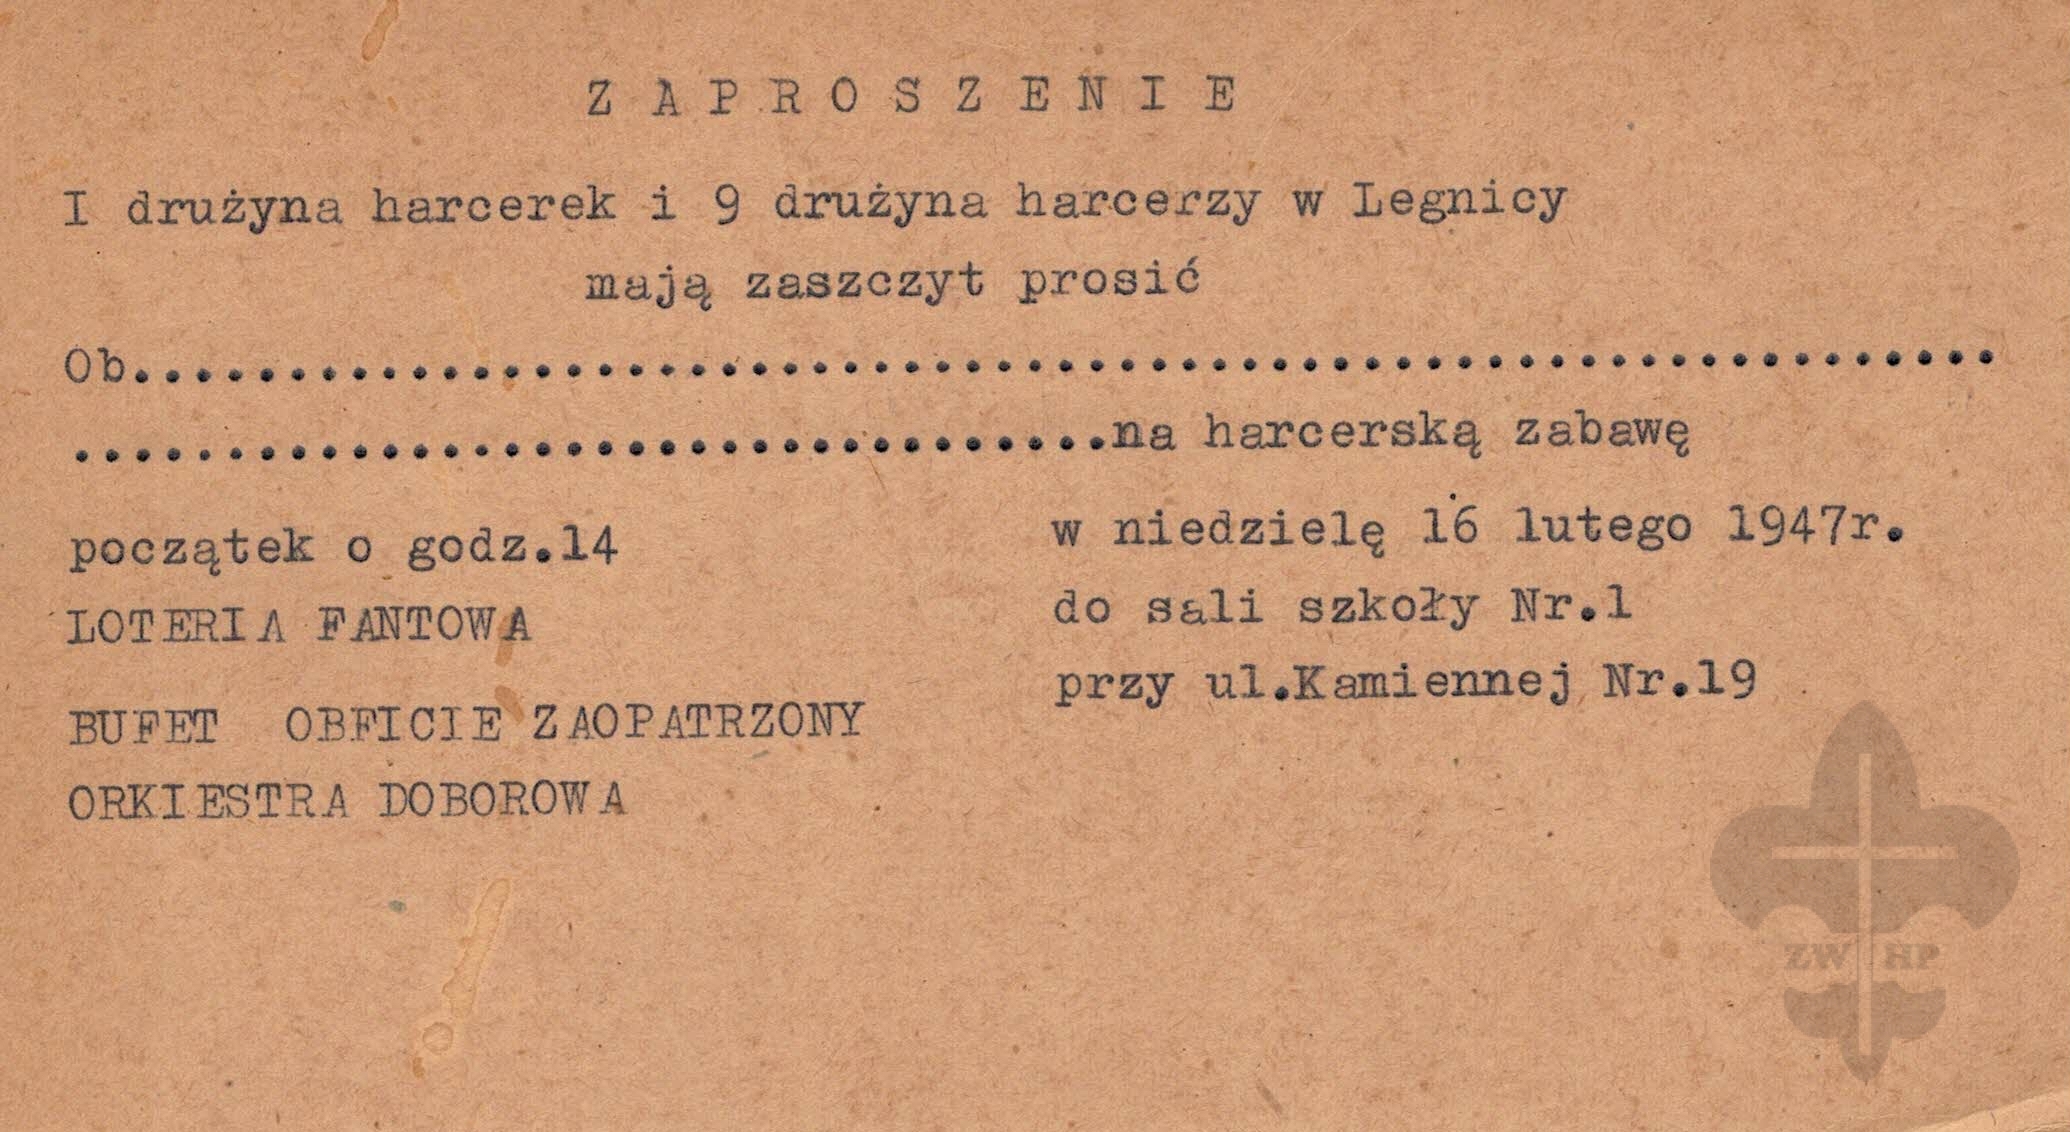 ZAPROSZENIE
I drużyna harcerek i 9 drużyna harcerzy w Legnicy
mają zaszczyt prosić
Ob.............................................................
..................................na harcerską zabawę
początek o godz.14
LOTERIA FANTOWA
BUFET OBFICIE ZAOPATRZONY
ORKIESTRA DOBOROWA
w niedzielę 16 lutego 1947r.
do sali szkoły Nr.1
przy ul.Kamiennej Nr.19
ZW HP